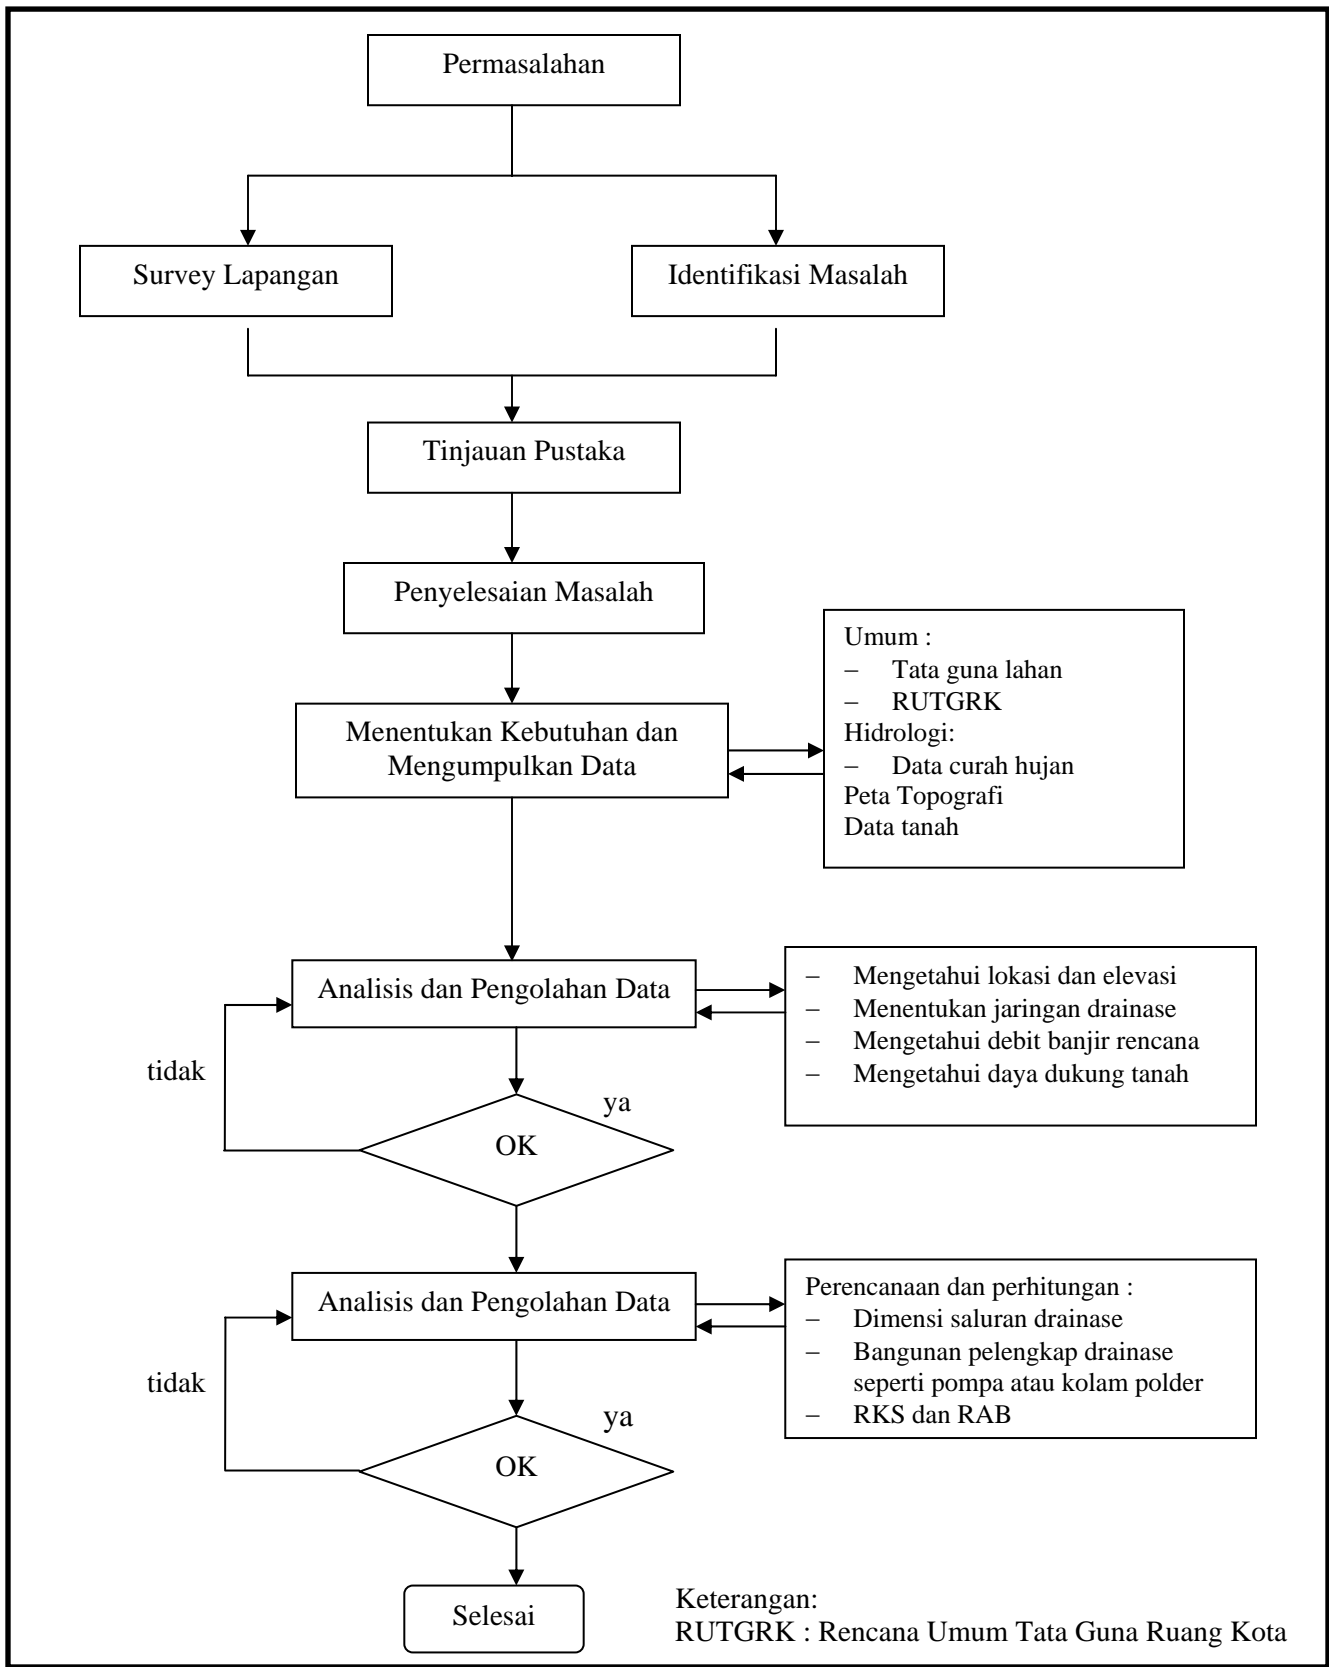 Permasalahan
Survey Lapangan
Identifikasi Masalah
Tinjauan Pustaka
Penyelesaian Masalah
Menentukan Kebutuhan dan
Mengumpulkan Data
Umum :
– Tata guna lahan
– RUTGRK
Hidrologi:
– Data curah hujan
Peta Topografi
Data tanah
Analisis dan Pengolahan Data
– Mengetahui lokasi dan elevasi
– Menentukan jaringan drainase
– Mengetahui debit banjir rencana
– Mengetahui daya dukung tanah
tidak
ya
OK
Analisis dan Pengolahan Data
Perencanaan dan perhitungan :
– Dimensi saluran drainase
– Bangunan pelengkap drainase
seperti pompa atau kolam polder
– RKS dan RAB
tidak
ya
OK
Selesai
Keterangan:
RUTGRK : Rencana Umum Tata Guna Ruang Kota